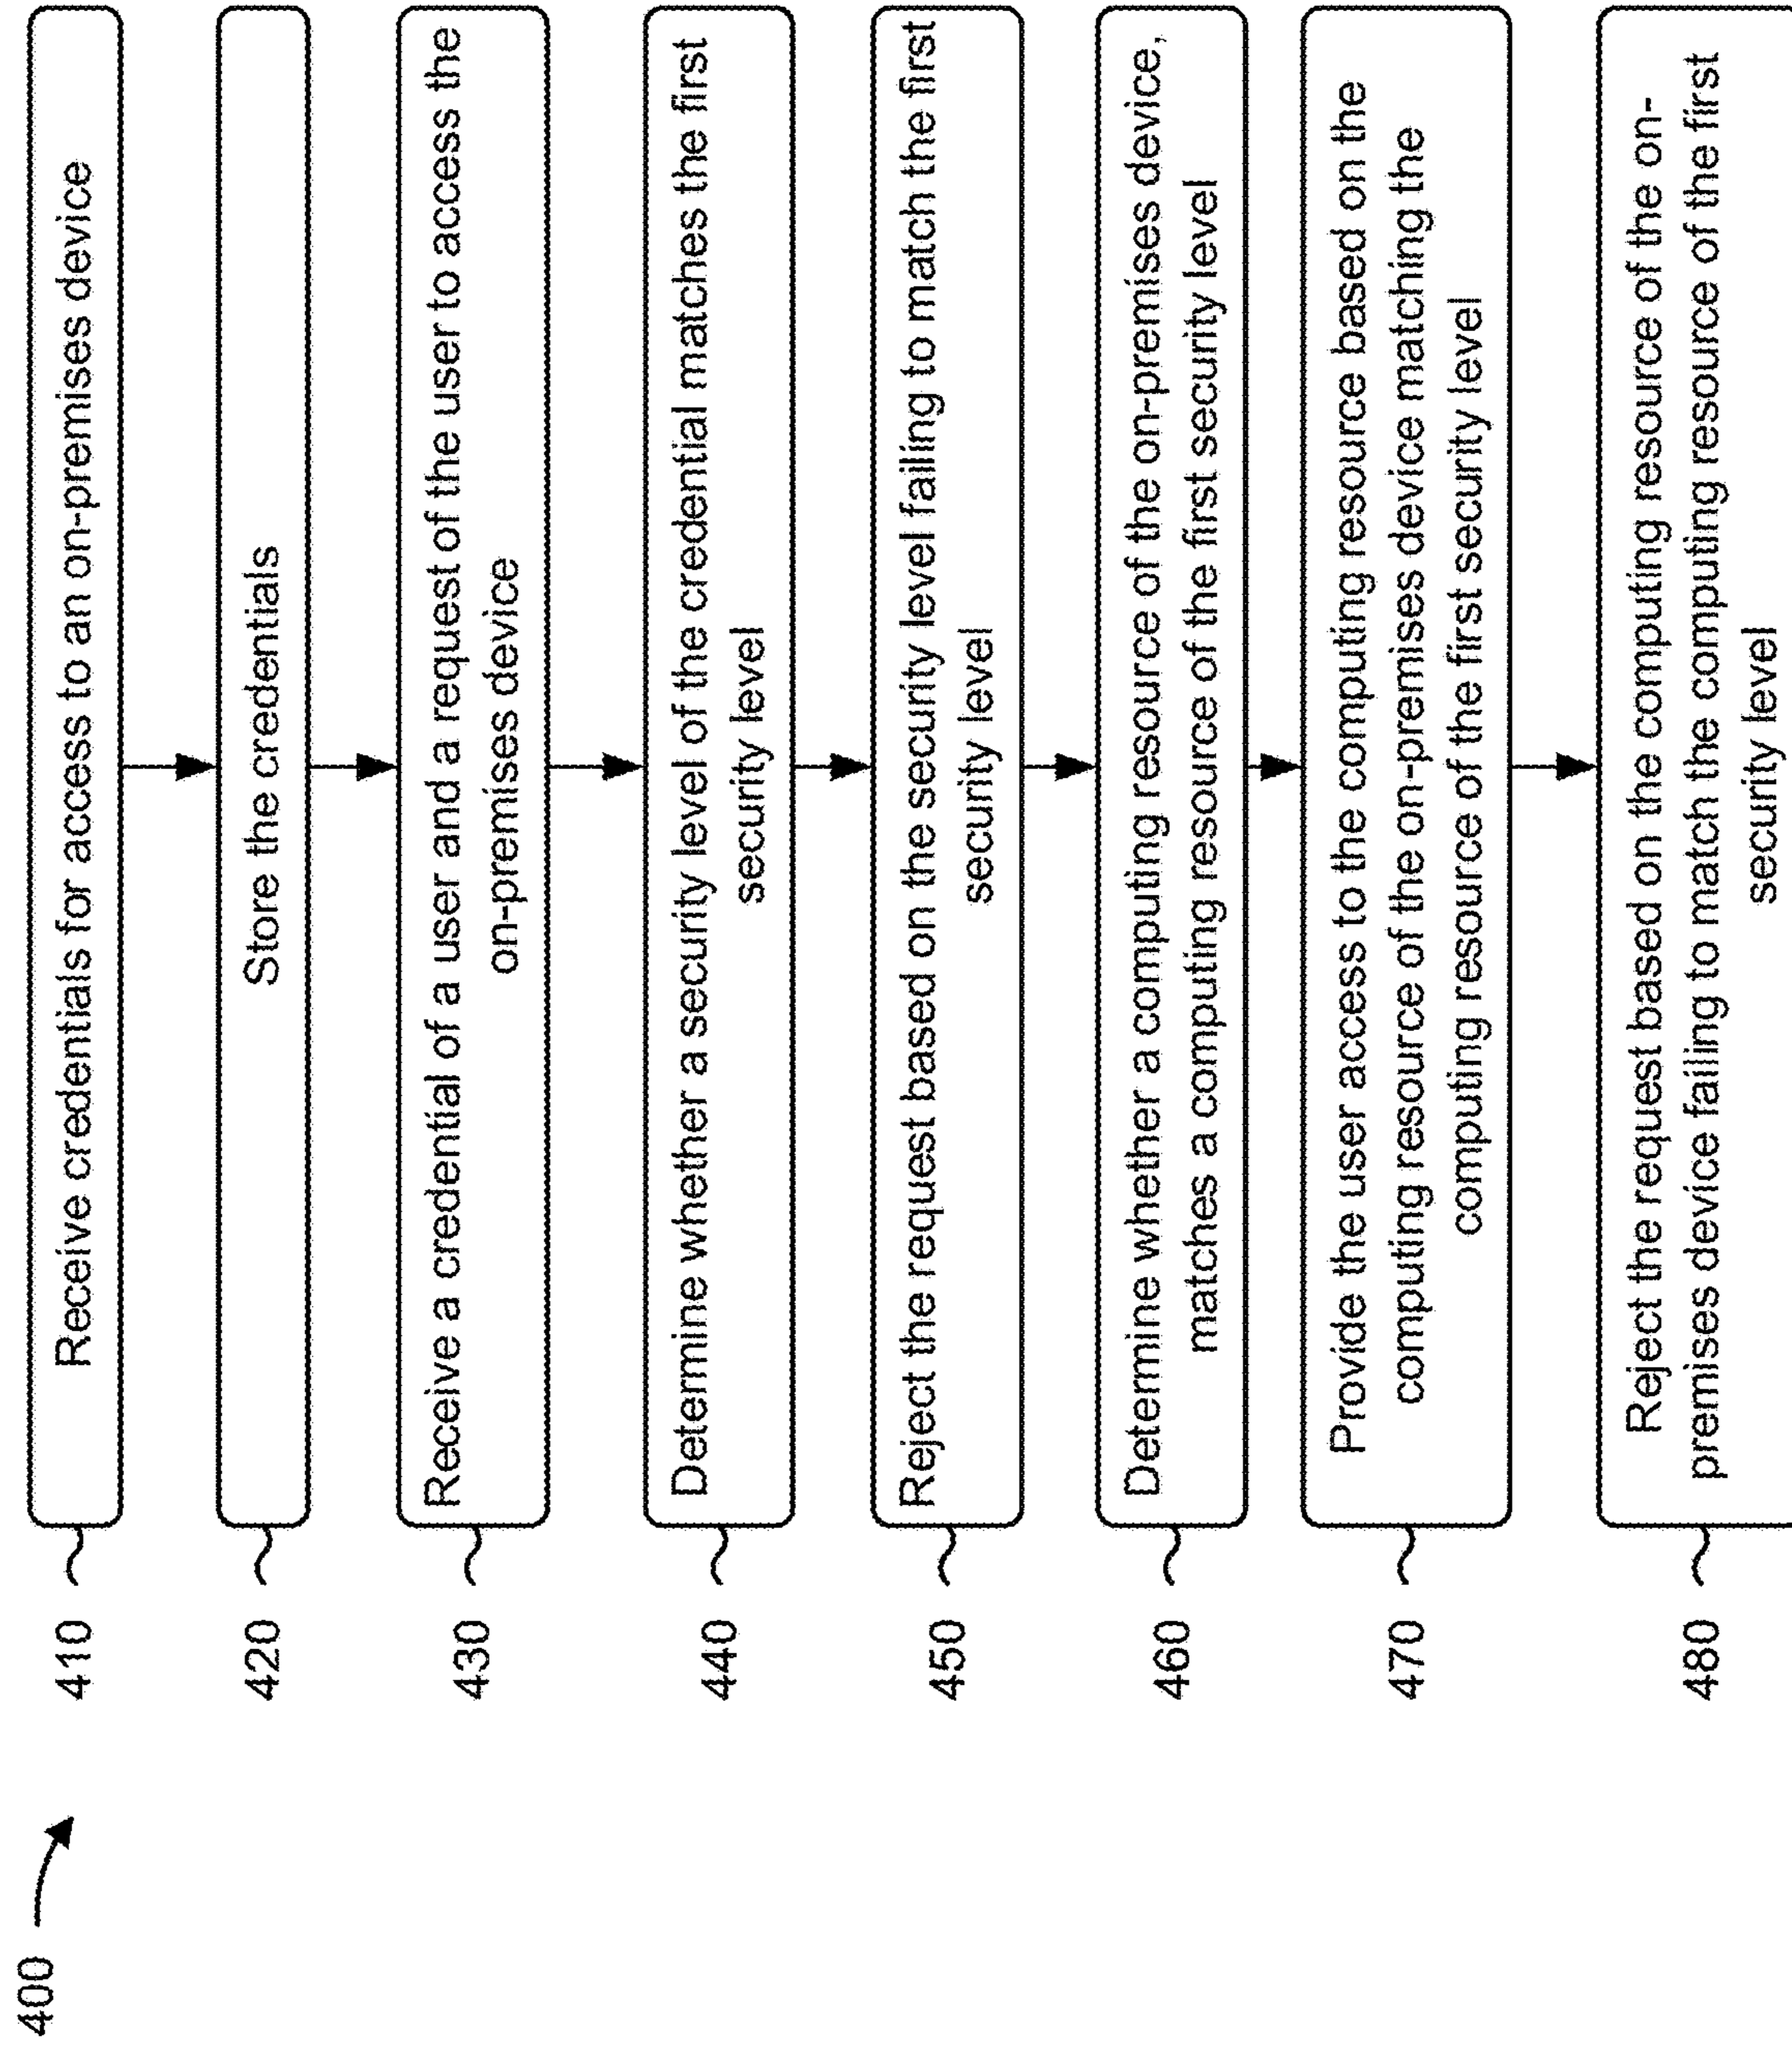 400
410
Receive credentials for access to an on-premises device
420
Store the credentials
430
Receive a credential of a user and a request of the user to access the
on-premises device
440
Determine whether a security level of the credential matches the first
security level
450
Reject the request based on the security level failing to match the first
security level
460
Determine whether a computing resource of the on-premises device,
matches a computing resource of the first security level
470
Provide the user access to the computing resource based on the
computing resource of the on-premises device matching the
computing resource of the first security level
480
Reject the request based on the computing resource of the on-
premises device failing to match the computing resource of the first
security level